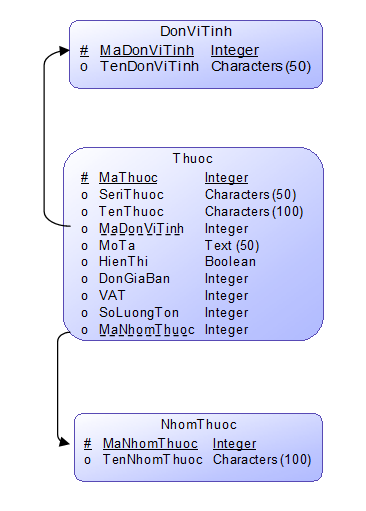 DonViTinh
# MaDonViTinh Integer
o TenDonViTinh Characters (50)
Thuoc
# MaThuoc Integer
o SeriThuoc Characters (50)
o TenThuoc Characters (100)
o MaDonViTinh Integer
o MoTa Text (50)
o HienThi Boolean
o DonGiaBan Integer
o VAT Integer
o SoLuongTon Integer
o MaNhomThuoc Integer
NhomThuoc
# MaNhomThuoc Integer
o TenNhomThuoc Characters (100)